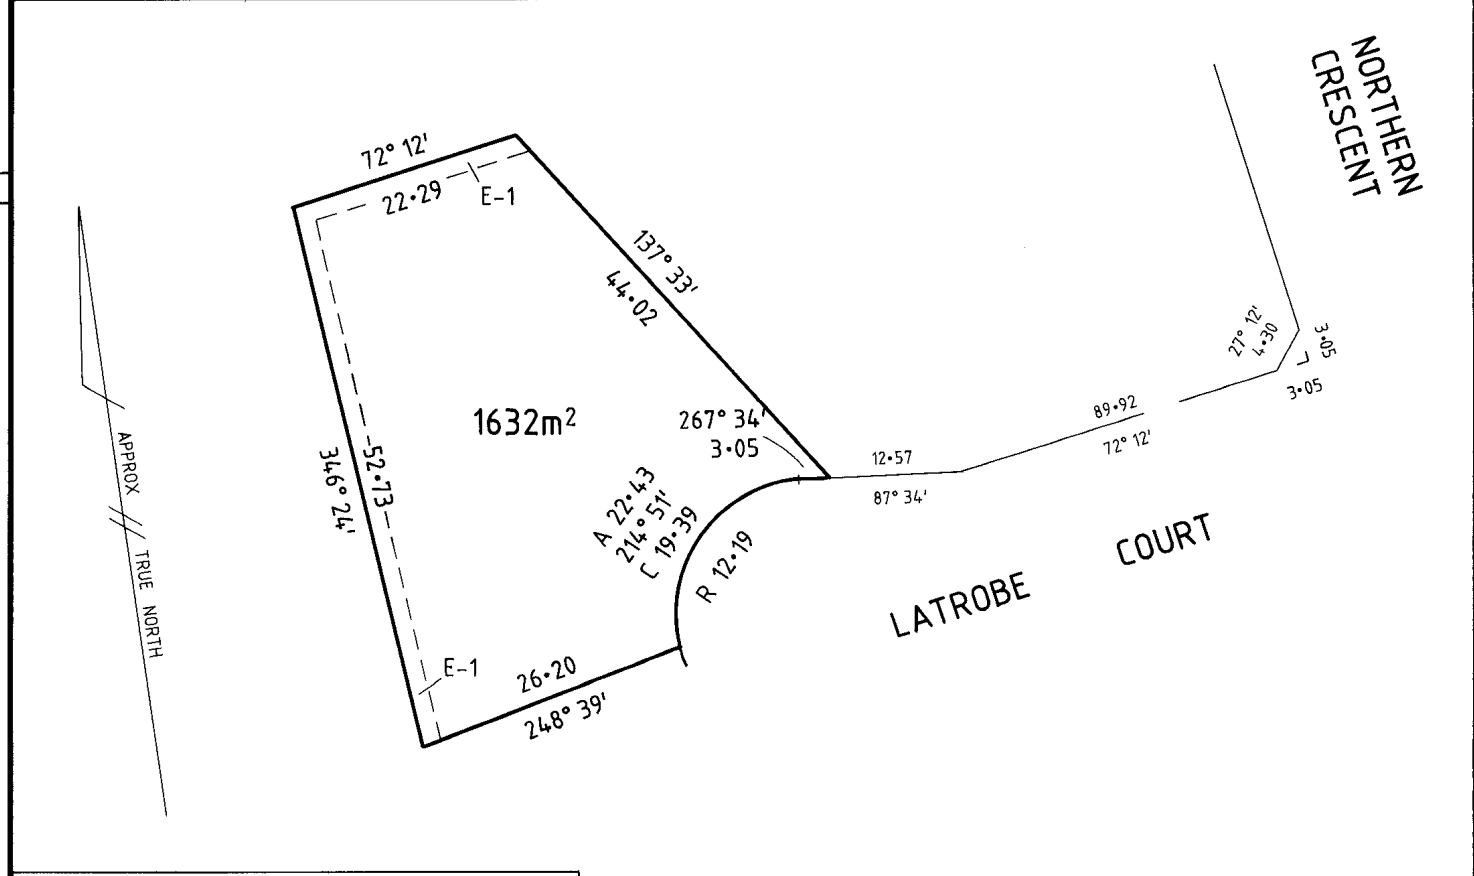 NORTHERN
CRESCENT
72° 12'
22•29
E-1
137° 33'
44•02
27° 12'
4•30
3•05
3•05
89•92
72° 12'
1632m²
267° 34'
3•05
12•57
87° 34'
346° 24'
52•73
A 22•43
214° 51'
C 19•39
R 12•19
LATROBE COURT
APPROX
TRUE NORTH
E-1
26•20
248° 39'